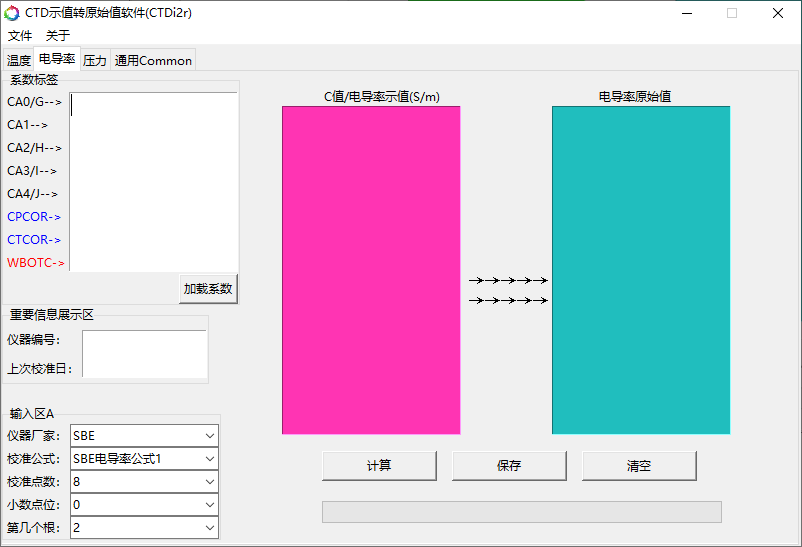 CTD示值转原始值软件(CTDi2r)
文件 关于
温度 电导率 压力 通用Common
系数标签
CA0/G-->
CA1-->
CA2/H-->
CA3/I-->
CA4/J-->
CPCOR->
CTCOR->
WBOTC->
加载系数
重要信息展示区
仪器编号：
上次校准日：
输入区A
仪器厂家： SBE
校准公式： SBE电导率公式1
校准点数： 8
小数点位： 0
第几个根： 2
C值/电导率示值(S/m)
电导率原始值
计算 保存 清空